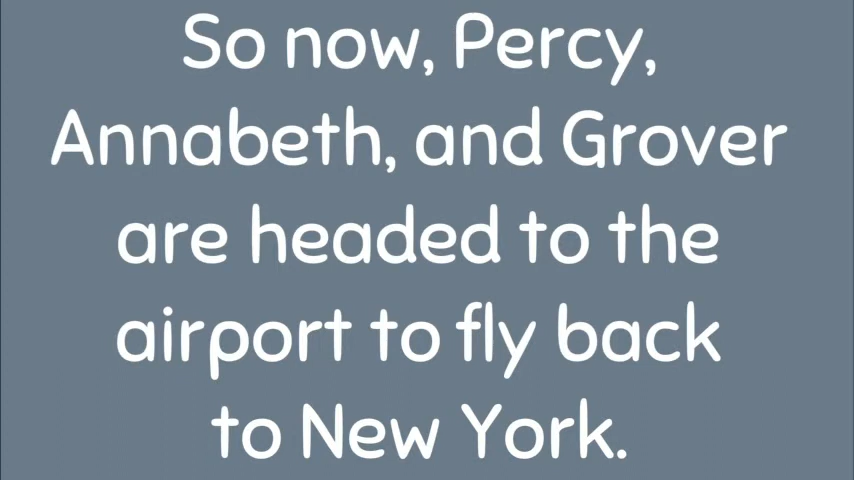 So now, Percy,
Annabeth, and Grover
are headed to the
airport to fly back
to New York.